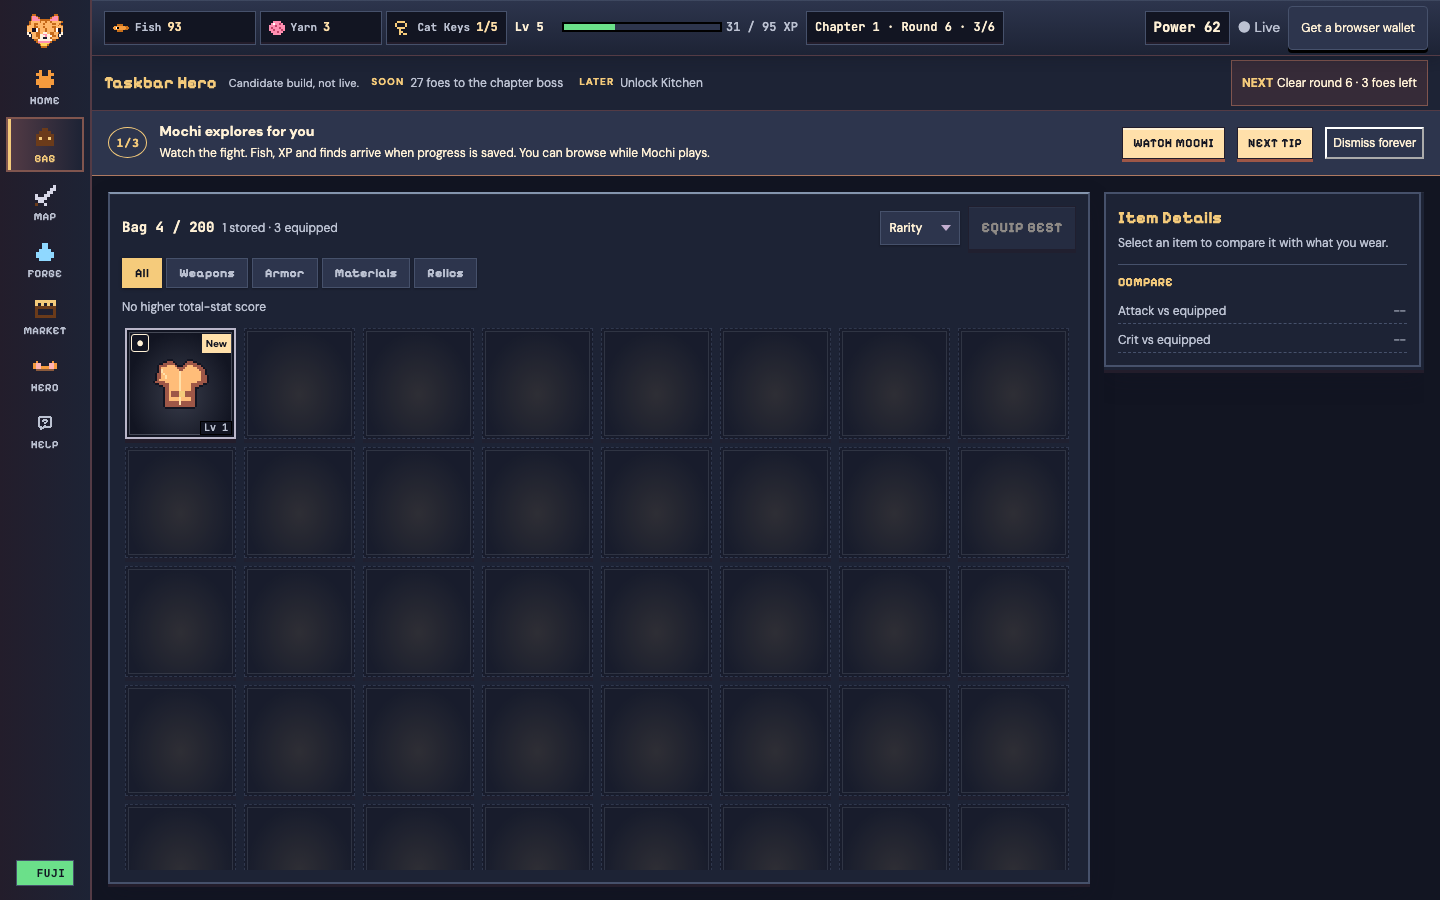 Fish 93
Yarn 3
Cat Keys 1/5
Lv 5
31 / 95 XP
Chapter 1 · Round 6 · 3/6
Power 62
Live
Get a browser wallet
Taskbar Hero
Candidate build, not live.
SOON 27 foes to the chapter boss
LATER Unlock Kitchen
NEXT Clear round 6 · 3 foes left
1/3
Mochi explores for you
Watch the fight. Fish, XP and finds arrive when progress is saved. You can browse while Mochi plays.
WATCH MOCHI
NEXT TIP
Dismiss forever
HOME
BAG
MAP
FORGE
MARKET
HERO
HELP
FUJI
Bag 4 / 200 1 stored · 3 equipped
Rarity
EQUIP BEST
All
Weapons
Armor
Materials
Relics
No higher total-stat score
New
Lv 1
Item Details
Select an item to compare it with what you wear.
COMPARE
Attack vs equipped --
Crit vs equipped --